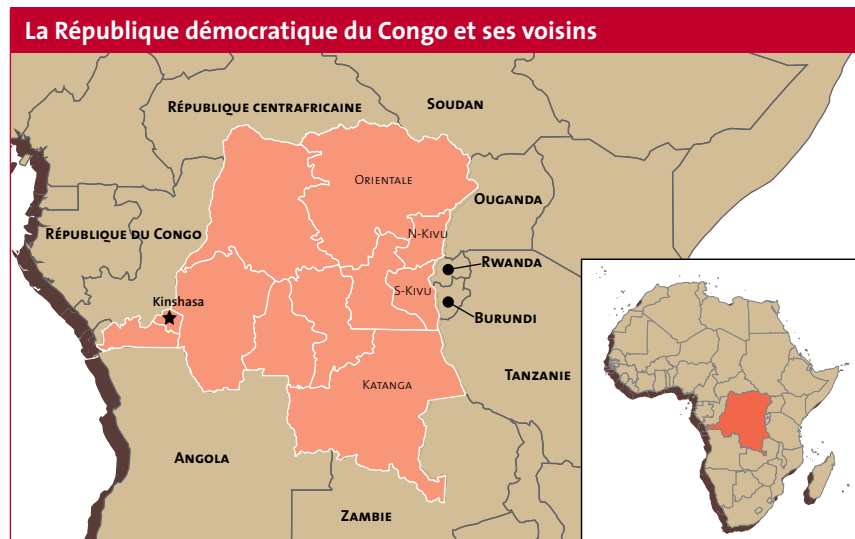 La République démocratique du Congo et ses voisins
République centrafricaine
Soudan
Orientale
Ouganda
N-Kivu
République du Congo
Rwanda
S-Kivu
Kinshasa
Burundi
Tanzanie
Katanga
Angola
Zambie